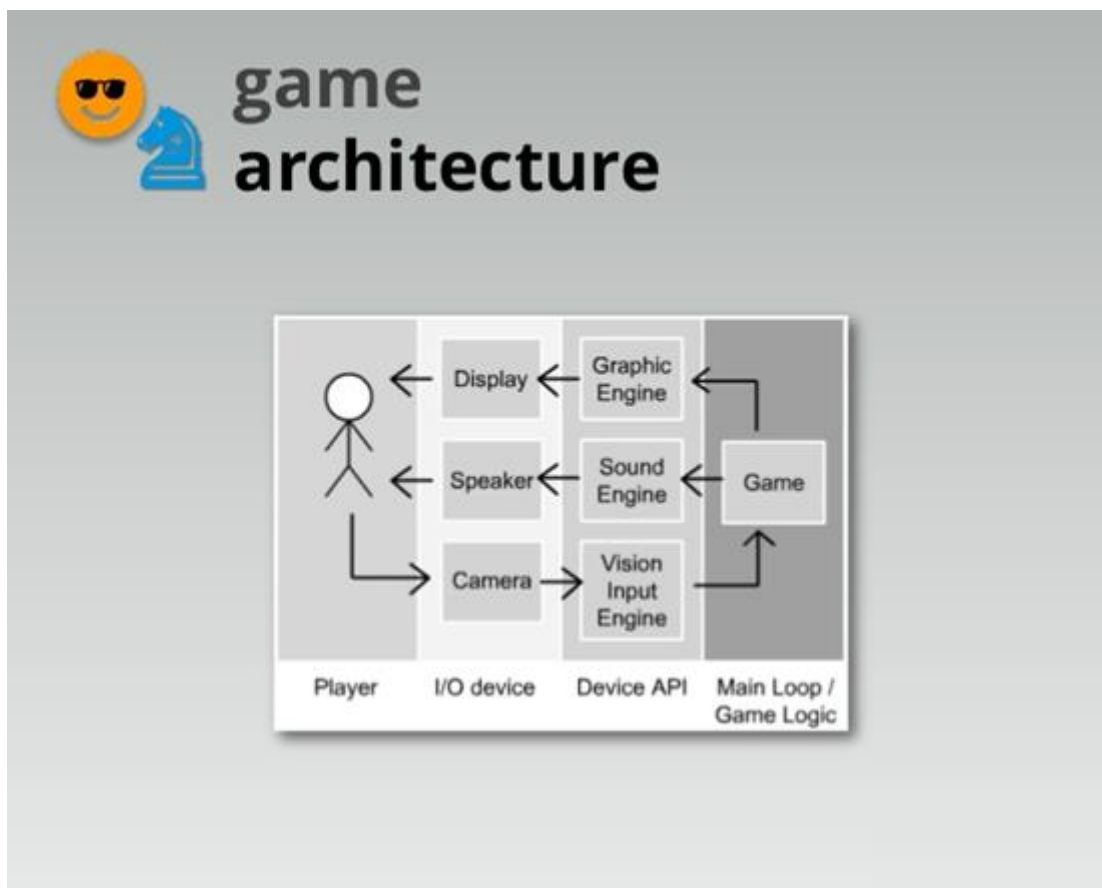 game
architecture
Display
Graphic
Engine
Speaker
Sound
Engine
Game
Camera
Vision
Input
Engine
Player
I/O device
Device API
Main Loop /
Game Logic